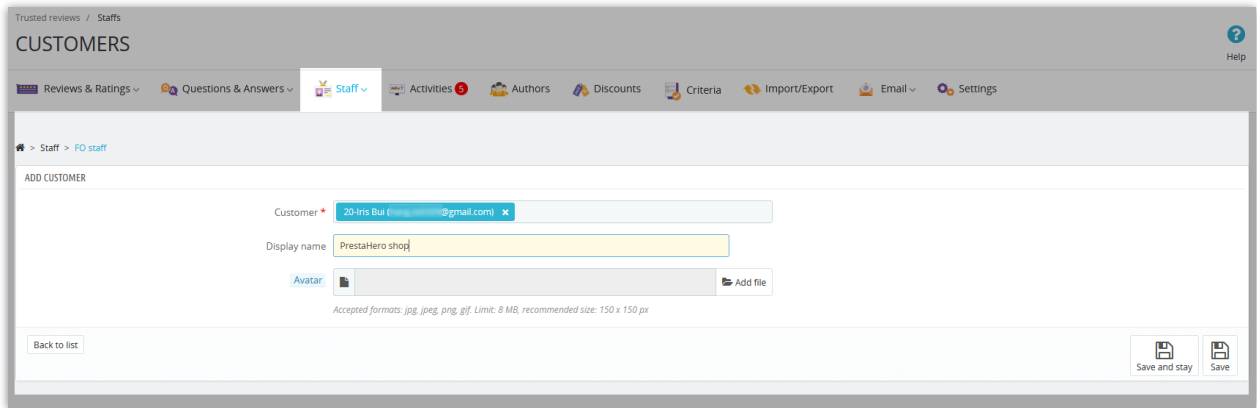 Trusted reviews / Staffs
CUSTOMERS
Help
Reviews & Ratings Questions & Answers Staff Activities 5 Authors Discounts Criteria Import/Export Email Settings
> Staff > FO staff
ADD CUSTOMER
Customer * 20-Iris Bui ( @gmail.com) x
Display name PrestaHero shop
Avatar Add file
Accepted formats: jpg, jpeg, png, gif. Limit: 8 MB, recommended size: 150 x 150 px
Back to list
Save and stay Save